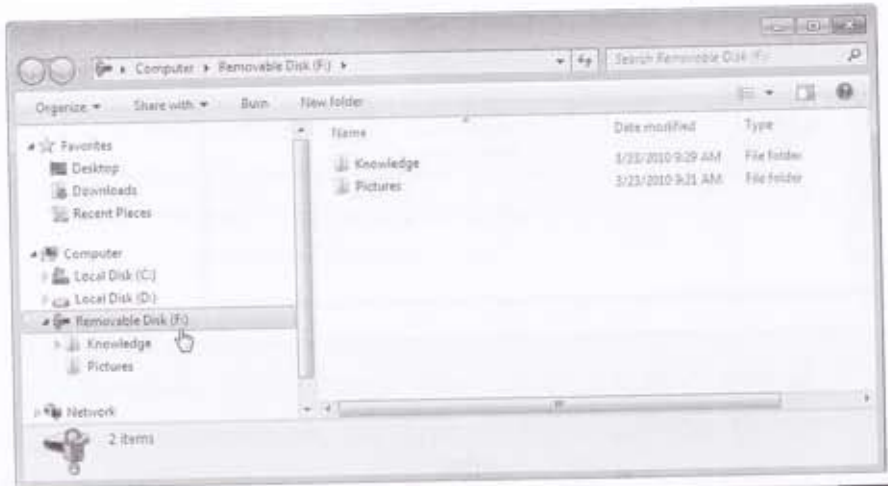 Computer ▸ Removable Disk (F:) ▸
Search Removable Disk (F:)
Organize Share with Burn New folder
Name Date modified Type
Favorites
Desktop
Downloads
Recent Places
Computer
Local Disk (C:)
Local Disk (D:)
Removable Disk (F:)
Knowledge
Pictures
Network
Knowledge 3/23/2010 9:29 AM File folder
Pictures 3/23/2010 9:21 AM File folder
2 items